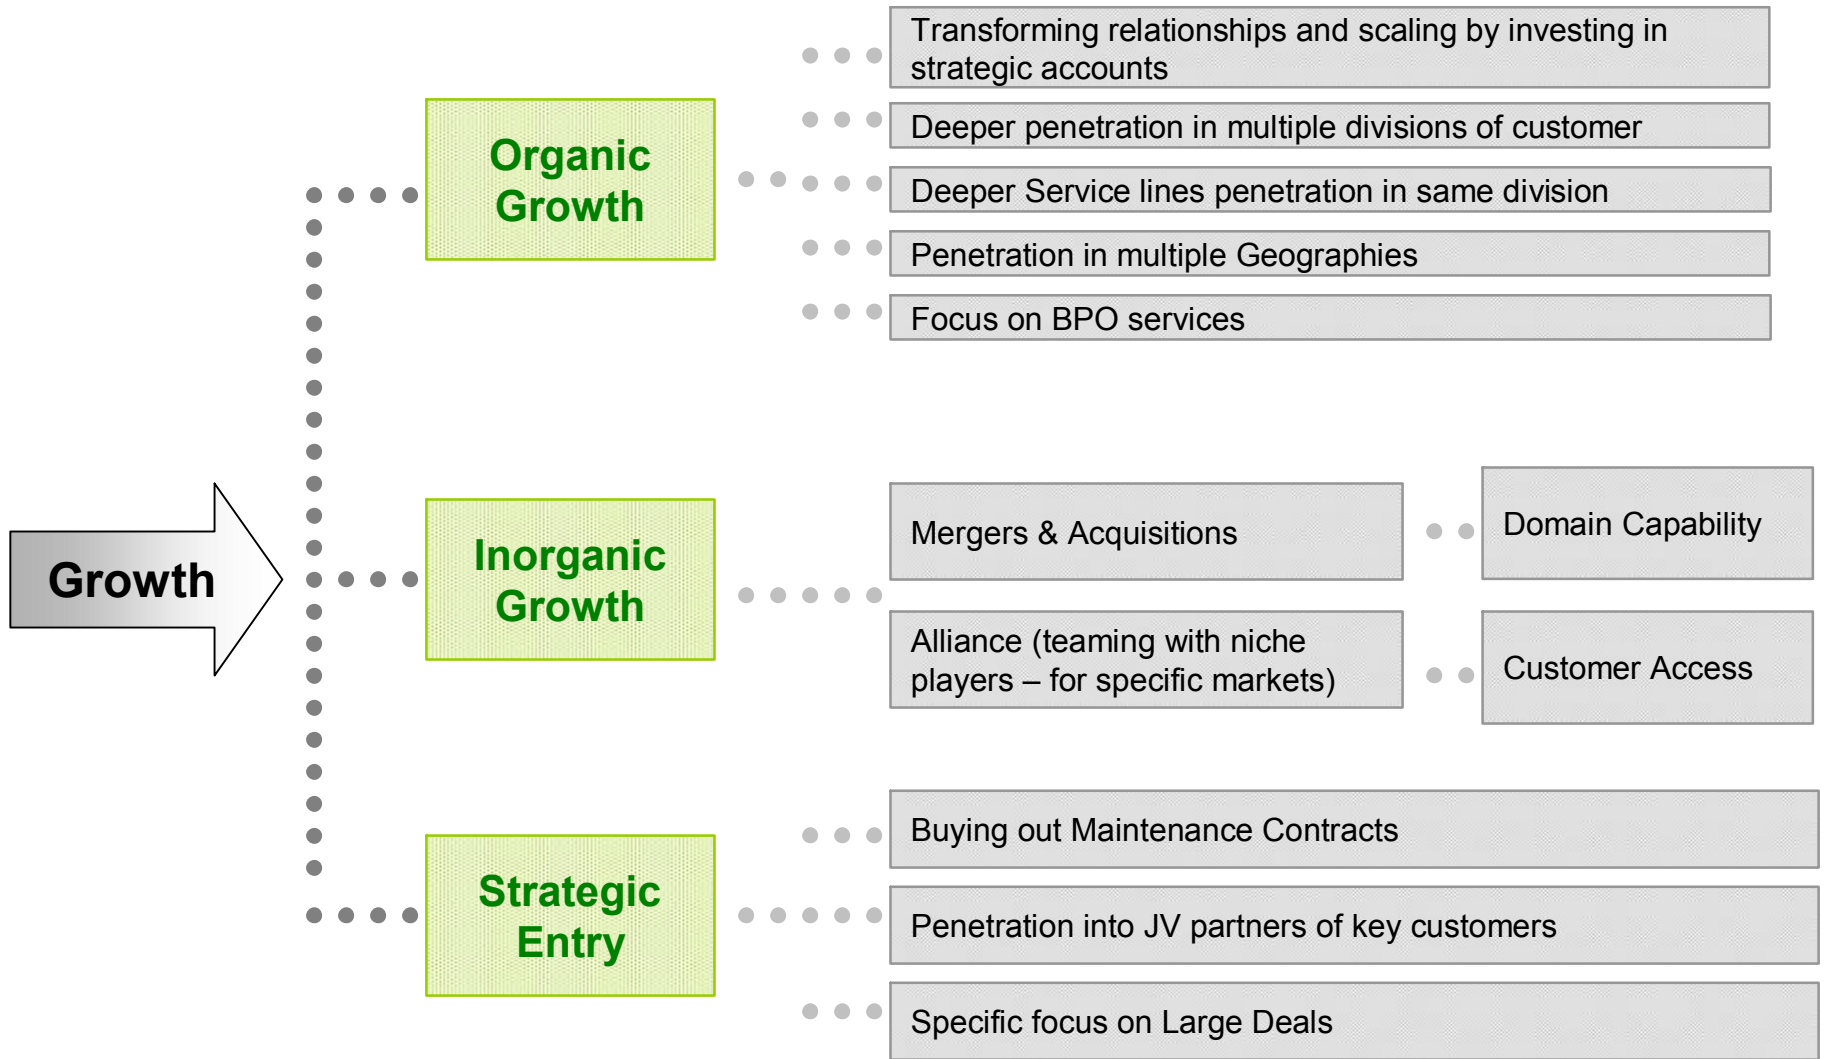 Transforming relationships and scaling by investing in
strategic accounts
Deeper penetration in multiple divisions of customer
Organic
Growth
Deeper Service lines penetration in same division
Penetration in multiple Geographies
Focus on BPO services
Growth
Inorganic
Growth
Mergers & Acquisitions
Domain Capability
Alliance (teaming with niche
players – for specific markets)
Customer Access
Strategic
Entry
Buying out Maintenance Contracts
Penetration into JV partners of key customers
Specific focus on Large Deals